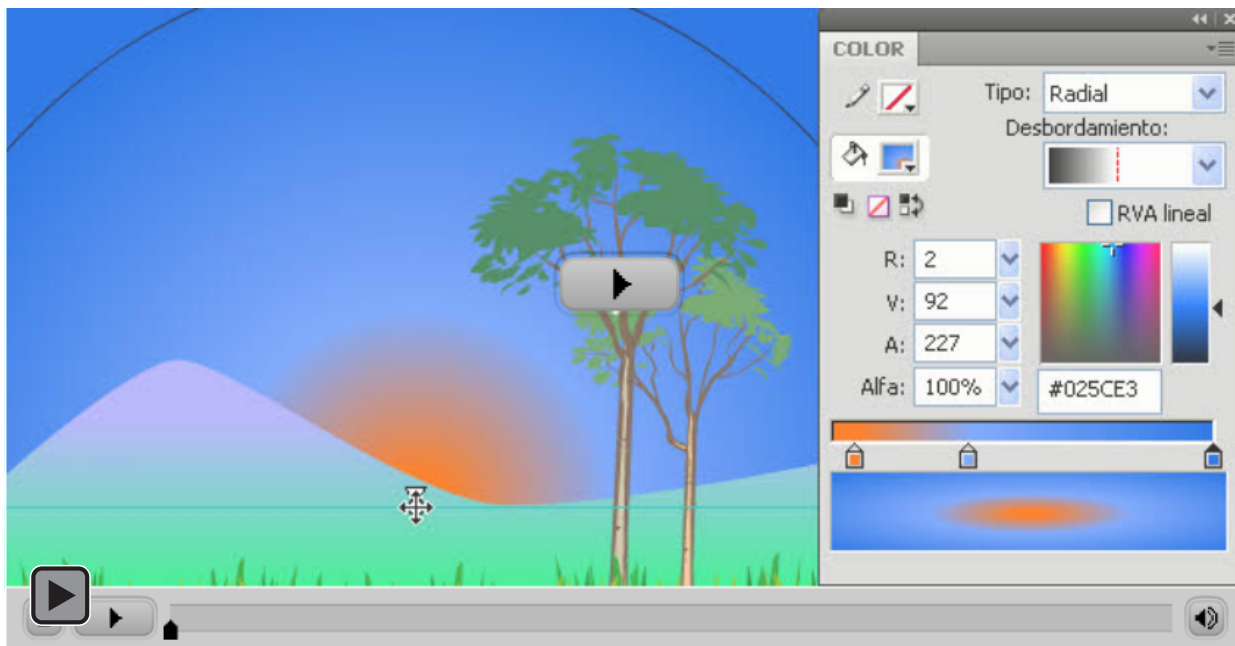 COLOR
Tipo: Radial
Desbordamiento:
RVA lineal
R: 2
V: 92
A: 227
Alfa: 100% #025CE3